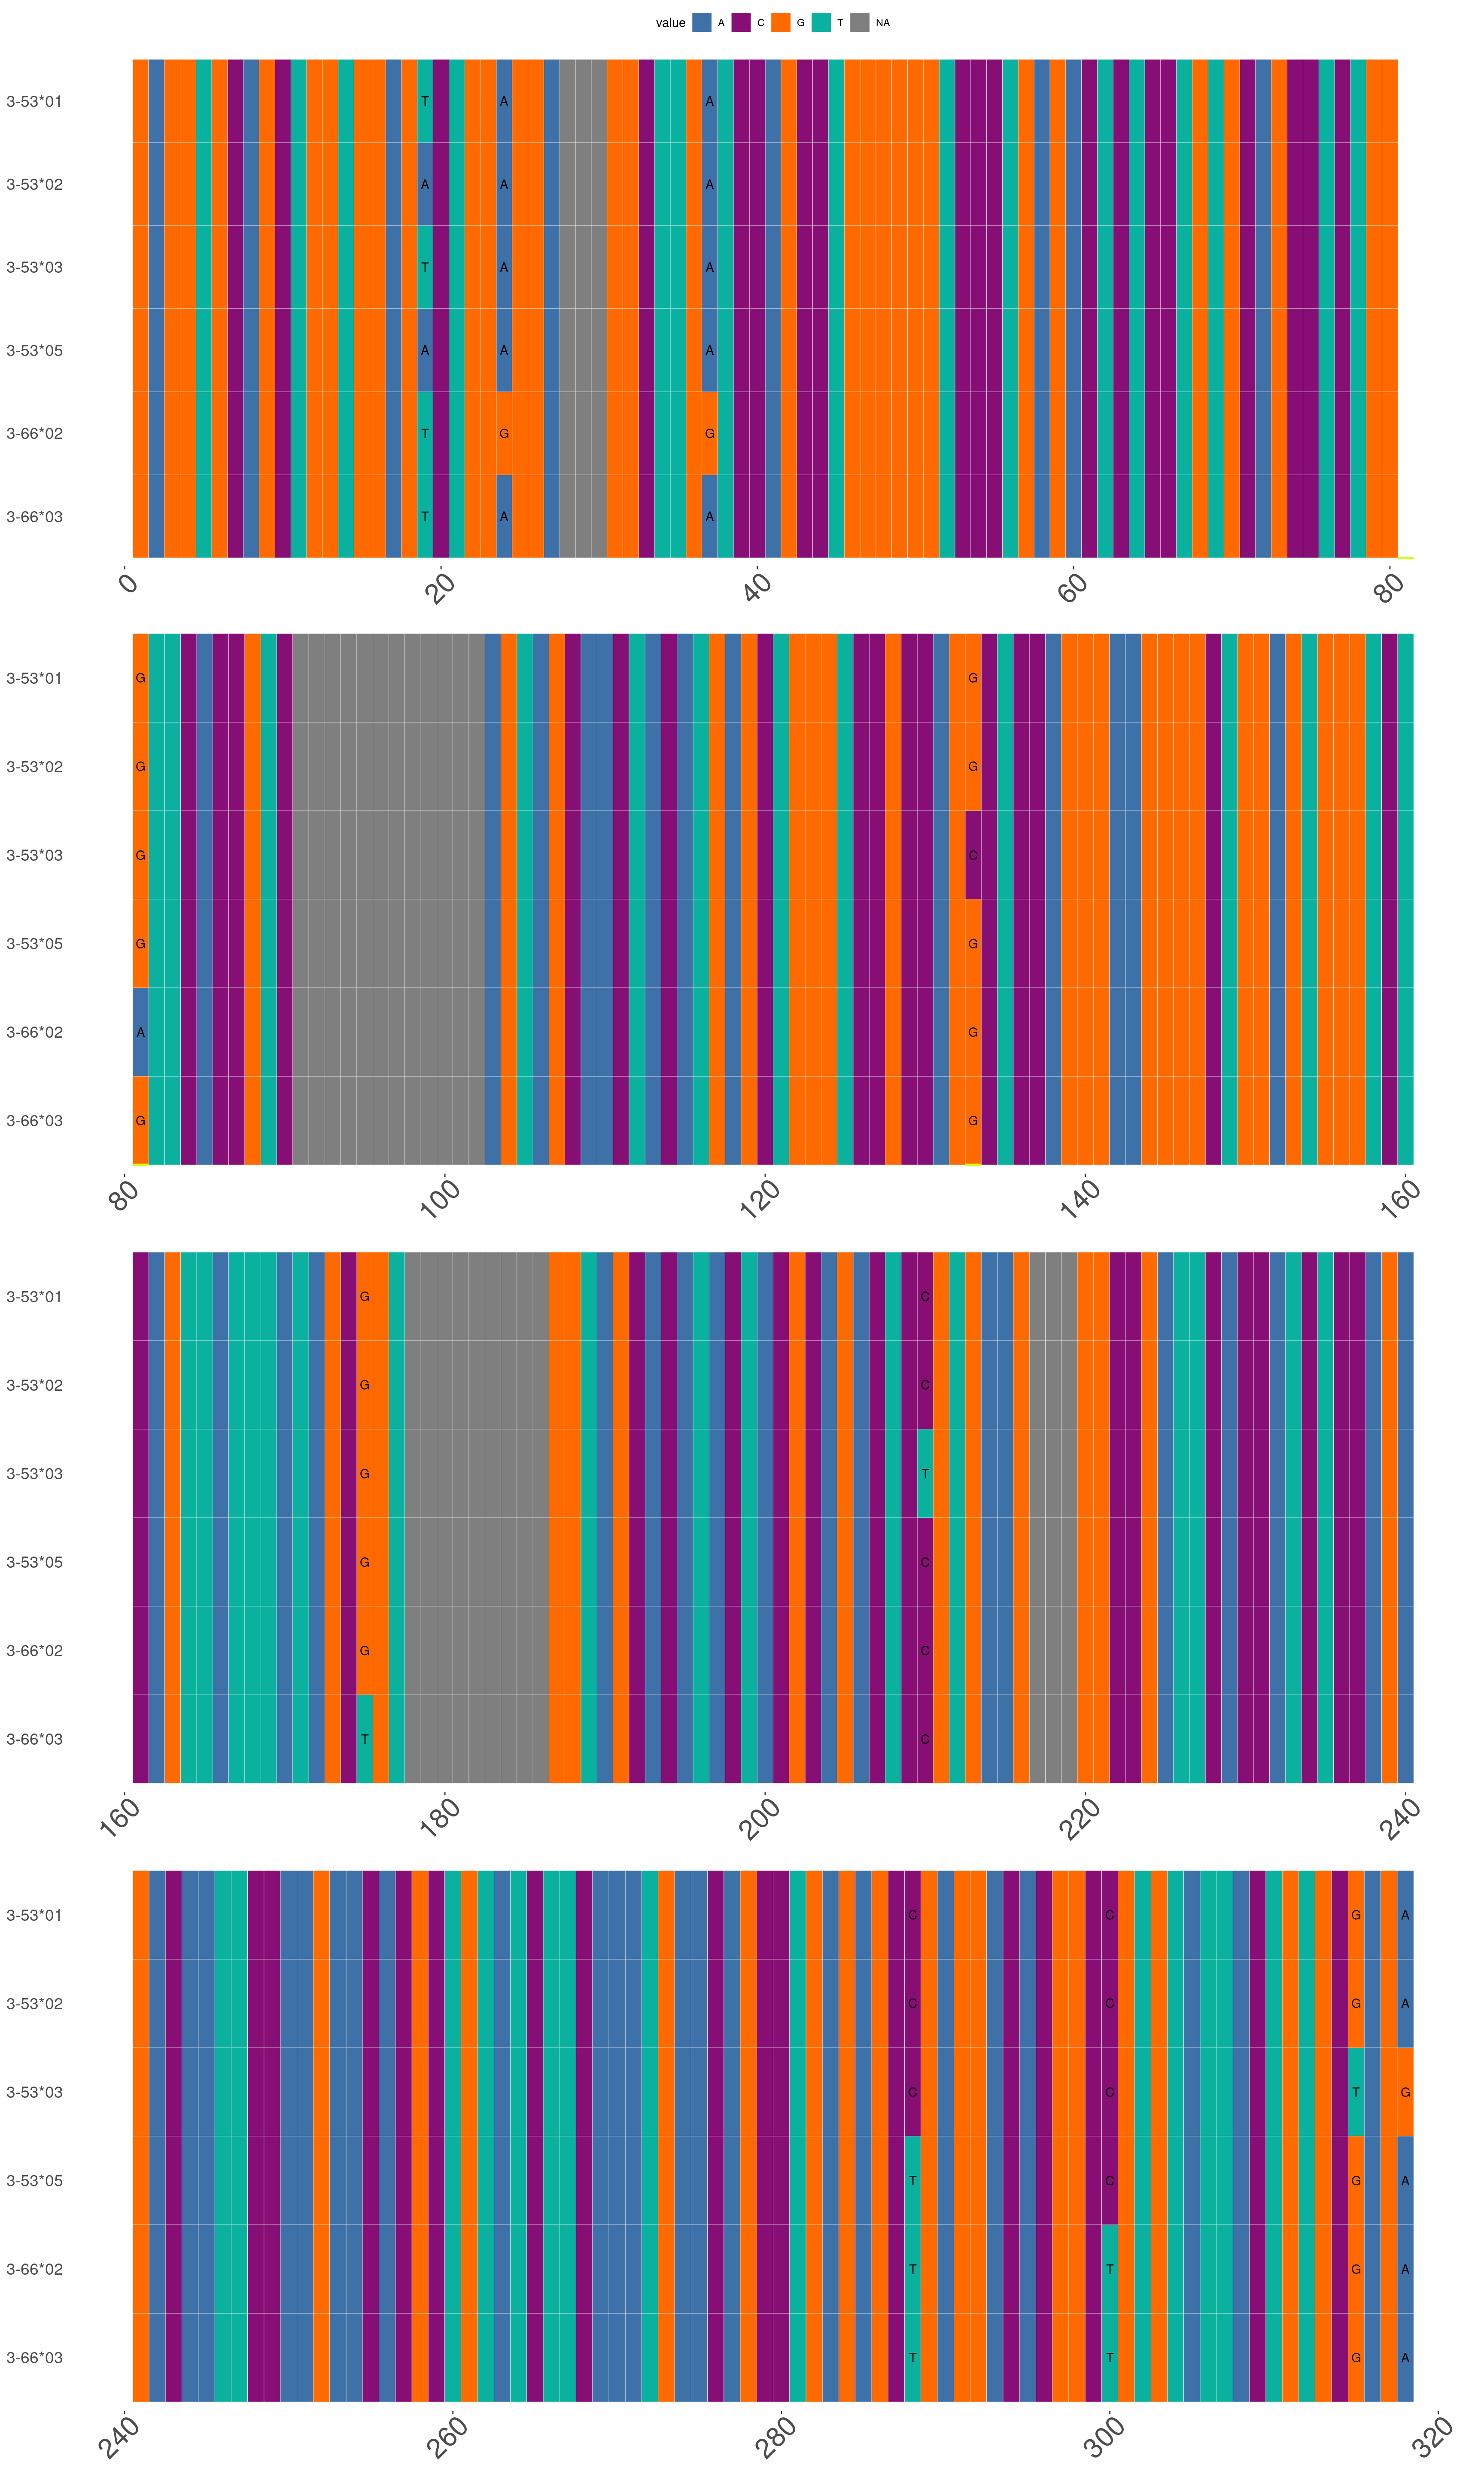 value A C G T NA
3-53*01 T A A
3-53*02 A A A
3-53*03 T A A
3-53*05 A A A
3-66*02 T G G
3-66*03 T A A
0 20 40 60 80
3-53*01 G G
3-53*02 G G
3-53*03 G C
3-53*05 G G
3-66*02 A G
3-66*03 G G
80 100 120 140 160
3-53*01 G C
3-53*02 G C
3-53*03 G T
3-53*05 G C
3-66*02 G C
3-66*03 T C
160 180 200 220 240
3-53*01 C C G A
3-53*02 C C G A
3-53*03 C C T G
3-53*05 T C G A
3-66*02 T T G A
3-66*03 T T G A
240 260 280 300 320